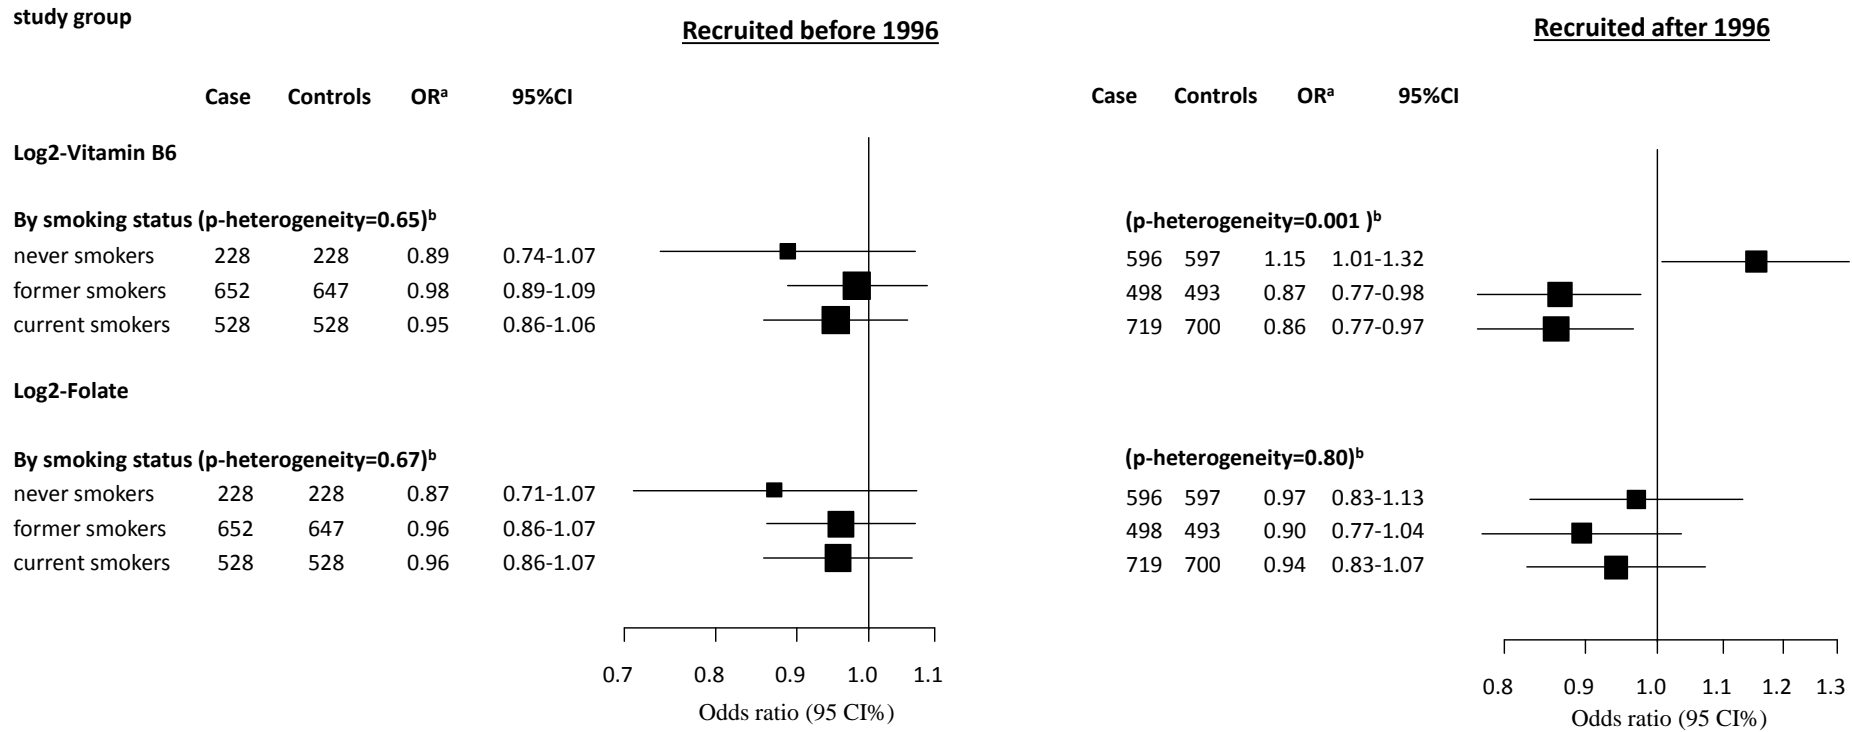 study group
Recruited before 1996 Recruited after 1996
Case Controls ORᵃ 95%CI Case Controls ORᵃ 95%CI
Log2-Vitamin B6
By smoking status (p-heterogeneity=0.65)ᵇ (p-heterogeneity=0.001 )ᵇ
never smokers 228 228 0.89 0.74-1.07 596 597 1.15 1.01-1.32
former smokers 652 647 0.98 0.89-1.09 498 493 0.87 0.77-0.98
current smokers 528 528 0.95 0.86-1.06 719 700 0.86 0.77-0.97
Log2-Folate
By smoking status (p-heterogeneity=0.67)ᵇ (p-heterogeneity=0.80)ᵇ
never smokers 228 228 0.87 0.71-1.07 596 597 0.97 0.83-1.13
former smokers 652 647 0.96 0.86-1.07 498 493 0.90 0.77-1.04
current smokers 528 528 0.96 0.86-1.07 719 700 0.94 0.83-1.07
0.7 0.8 0.9 1.0 1.1 0.8 0.9 1.0 1.1 1.2 1.3
Odds ratio (95 CI%) Odds ratio (95 CI%)